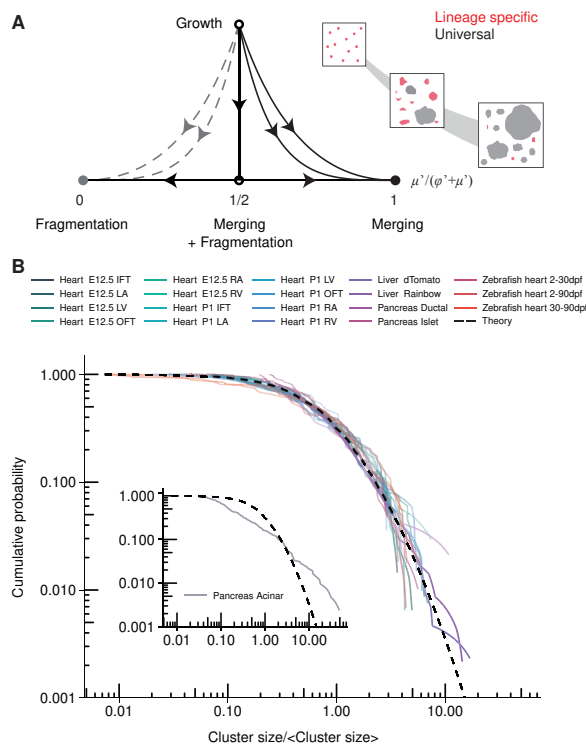 A
Growth
Lineage specific
Universal
μ'/(φ'+μ')
0
1/2
1
Fragmentation
Merging
+ Fragmentation
Merging
B
Heart E12.5 IFT
Heart E12.5 LA
Heart E12.5 LV
Heart E12.5 OFT
Heart E12.5 RA
Heart E12.5 RV
Heart P1 IFT
Heart P1 LA
Heart P1 LV
Heart P1 OFT
Heart P1 RA
Heart P1 RV
Liver dTomato
Liver Rainbow
Pancreas Ductal
Pancreas Islet
Zebrafish heart 2-30dpf
Zebrafish heart 2-90dpf
Zebrafish heart 30-90dpf
Theory
Cumulative probability
1.000
0.100
0.010
0.001
1.000
0.100
0.010
0.001
Pancreas Acinar
0.01
0.10
1.00
10.00
0.01
0.10
1.00
10.00
Cluster size/<Cluster size>